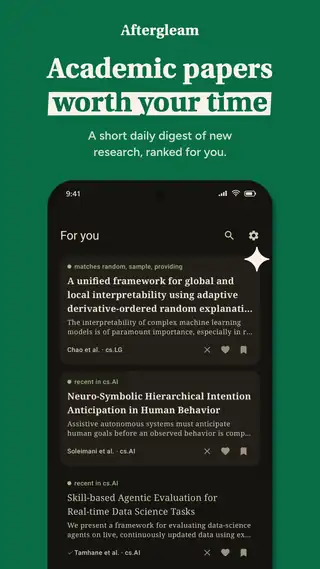 Aftergleam
Academic papers
worth your time
A short daily digest of new
research, ranked for you.
9:41
For you
matches random, sample, providing
A unified framework for global and
local interpretability using adaptive
derivative-ordered random explanati...
The interpretability of complex machine learning
models is of paramount importance, especially in r...
Chao et al. · cs.LG
recent in cs.AI
Neuro-Symbolic Hierarchical Intention
Anticipation in Human Behavior
Assistive autonomous systems must anticipate
human goals before an observed behavior is comp...
Soleimani et al. · cs.AI
recent in cs.AI
Skill-based Agentic Evaluation for
Real-time Data Science Tasks
We present a framework for evaluating data-science
agents on live, continuously updated data using ex...
Tamhane et al. · cs.AI